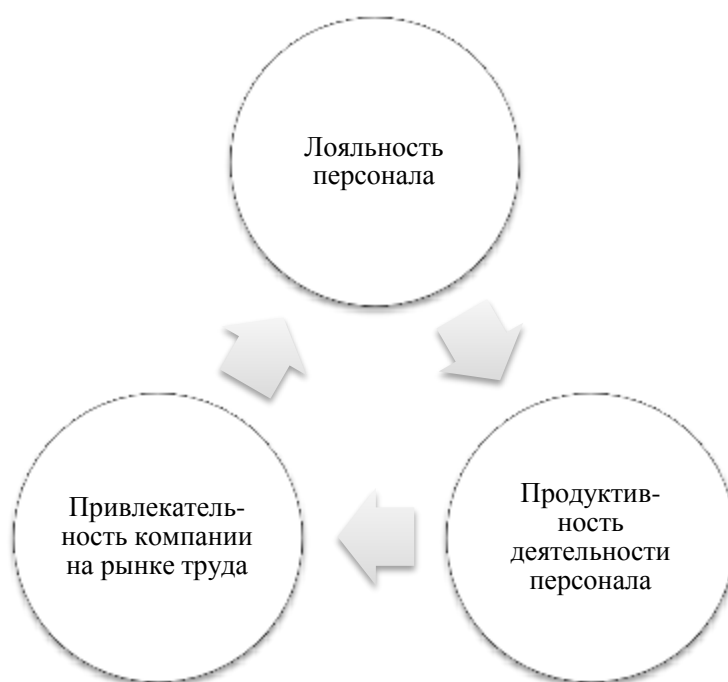 Лояльность
персонала
Привлекатель-
ность компании
на рынке труда
Продуктив-
ность
деятельности
персонала